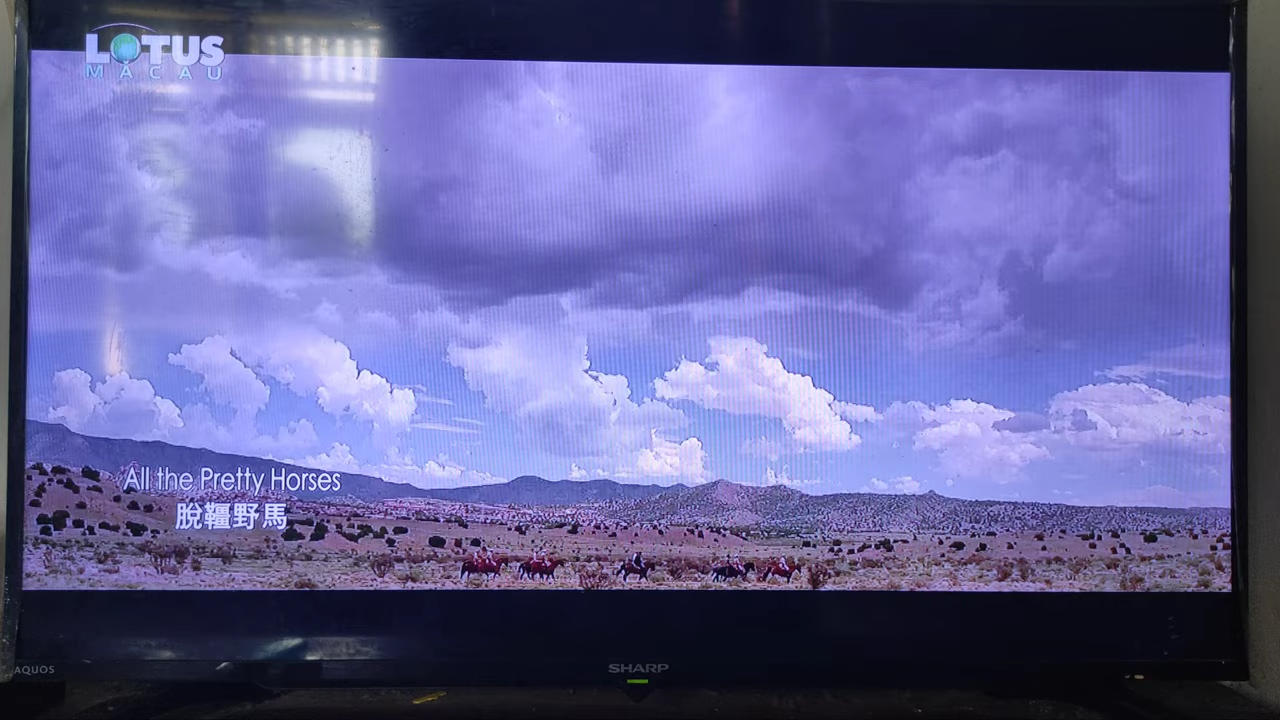 LOTUS
MACAU
All the Pretty Horses
脫韁野馬
AQUOS
SHARP